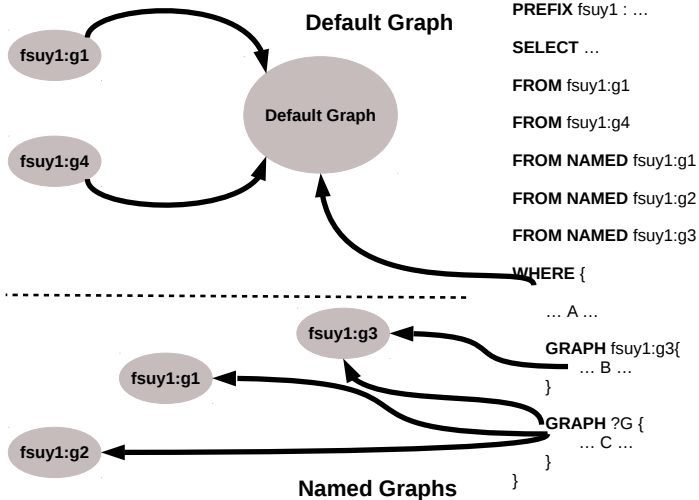 Default Graph
fsuy1:g1
Default Graph
fsuy1:g4
PREFIX fsuy1 : …
SELECT …
FROM fsuy1:g1
FROM fsuy1:g4
FROM NAMED fsuy1:g1
FROM NAMED fsuy1:g2
FROM NAMED fsuy1:g3
WHERE {
… A …
GRAPH fsuy1:g3{
… B …
}
GRAPH ?G {
… C …
}
}
fsuy1:g3
fsuy1:g1
fsuy1:g2
Named Graphs